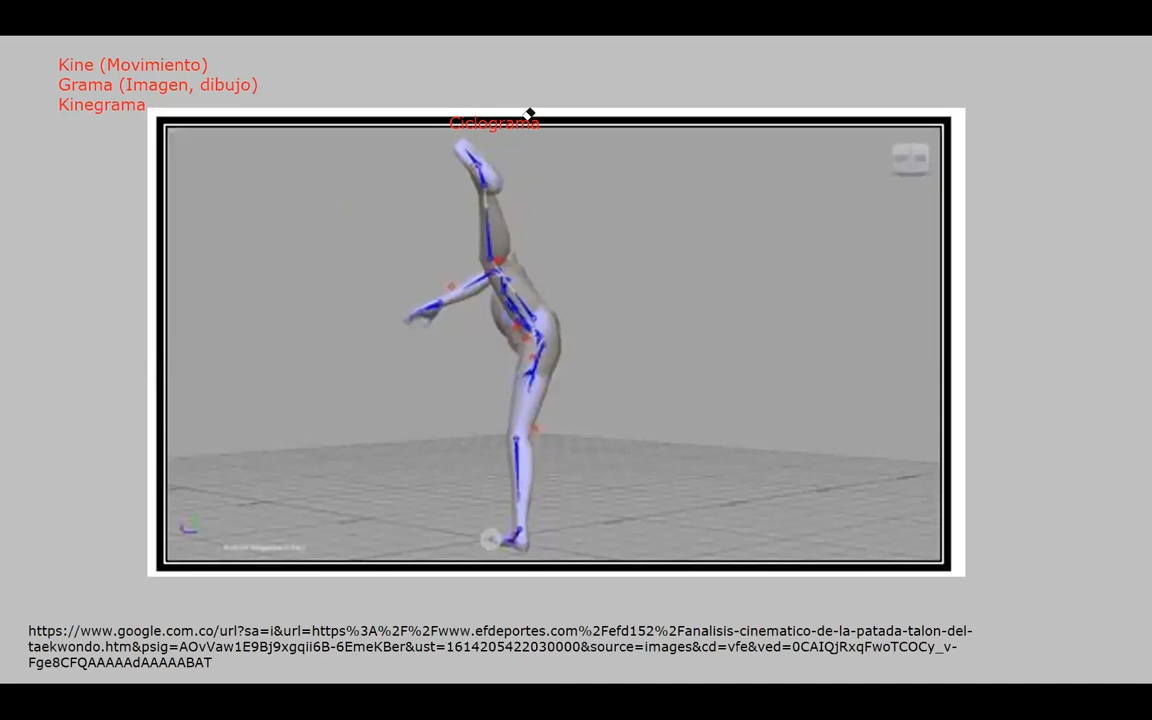 Kine (Movimiento)
Grama (Imagen, dibujo)
Kinegrama
Ciclograma
https://www.google.com.co/url?sa=i&url=https%3A%2F%2Fwww.efdeportes.com%2Fefd152%2Fanalisis-cinematico-de-la-patada-talon-del-
taekwondo.htm&psig=AOvVaw1E9Bj9xgqii6B-6EmeKBer&ust=1614205422030000&source=images&cd=vfe&ved=0CAIQjRxqFwoTCOCy_v-
Fge8CFQAAAAAdAAAAABAT